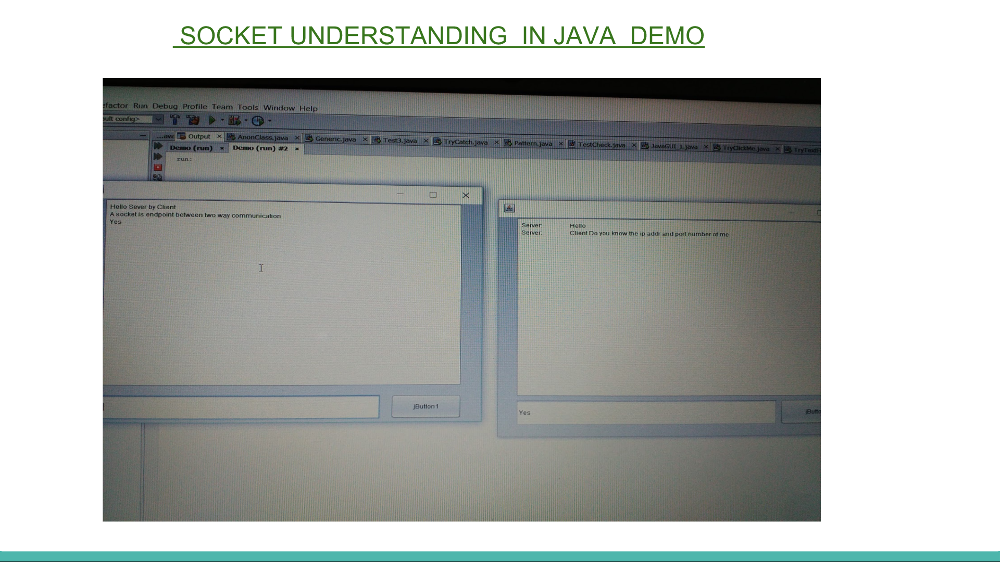 SOCKET UNDERSTANDING IN JAVA DEMO
efactor Run Debug Profile Team Tools Window Help
ult config>
...ava Output AnonClass.java Generic.java Test3.java TryCatch.java Pattern.java TestCheck.java JavaGUI_1.java TryClickMe.java TryTextF
Demo (run) Demo (run) #2
run:
Hello Sever by Client
A socket is endpoint between two way communication
Yes
jButton1
Server: Hello
Server: Client Do you know the ip addr and port number of me
Yes
jButto